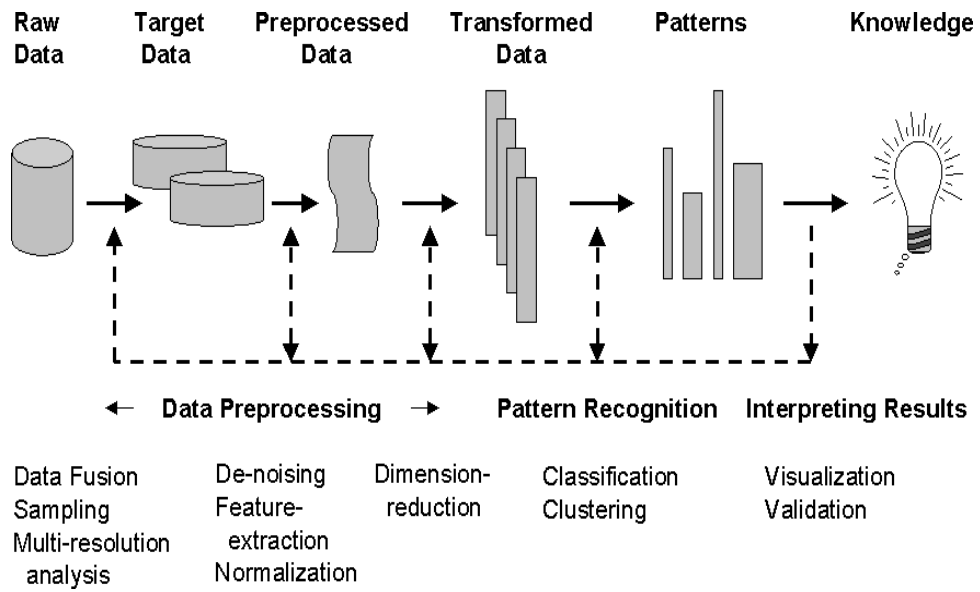 Raw Data
Target Data
Preprocessed Data
Transformed Data
Patterns
Knowledge
Data Preprocessing
Pattern Recognition
Interpreting Results
Data Fusion
Sampling
Multi-resolution
analysis
De-noising
Feature-
extraction
Normalization
Dimension-
reduction
Classification
Clustering
Visualization
Validation